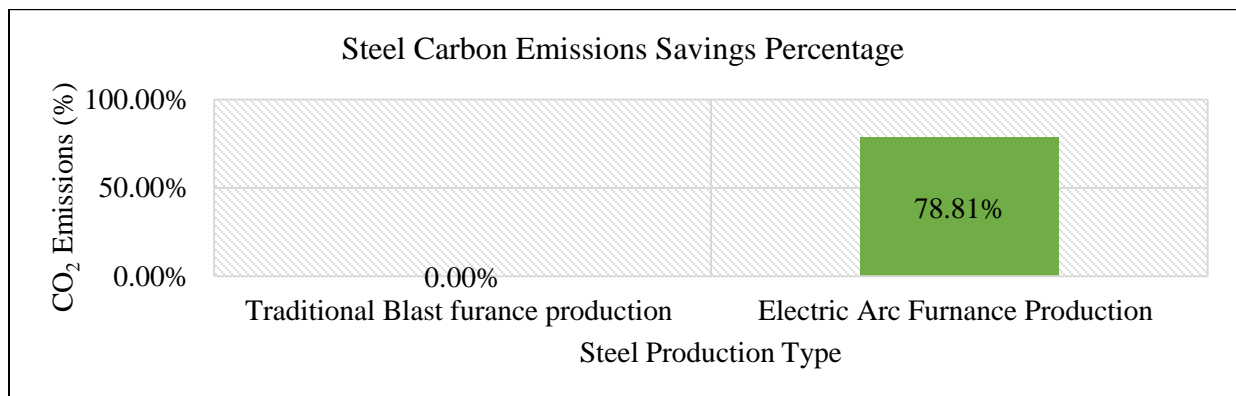 Steel Carbon Emissions Savings Percentage
CO₂ Emissions (%)
100.00%
50.00%
0.00%
0.00%
78.81%
Traditional Blast furance production
Electric Arc Furnance Production
Steel Production Type